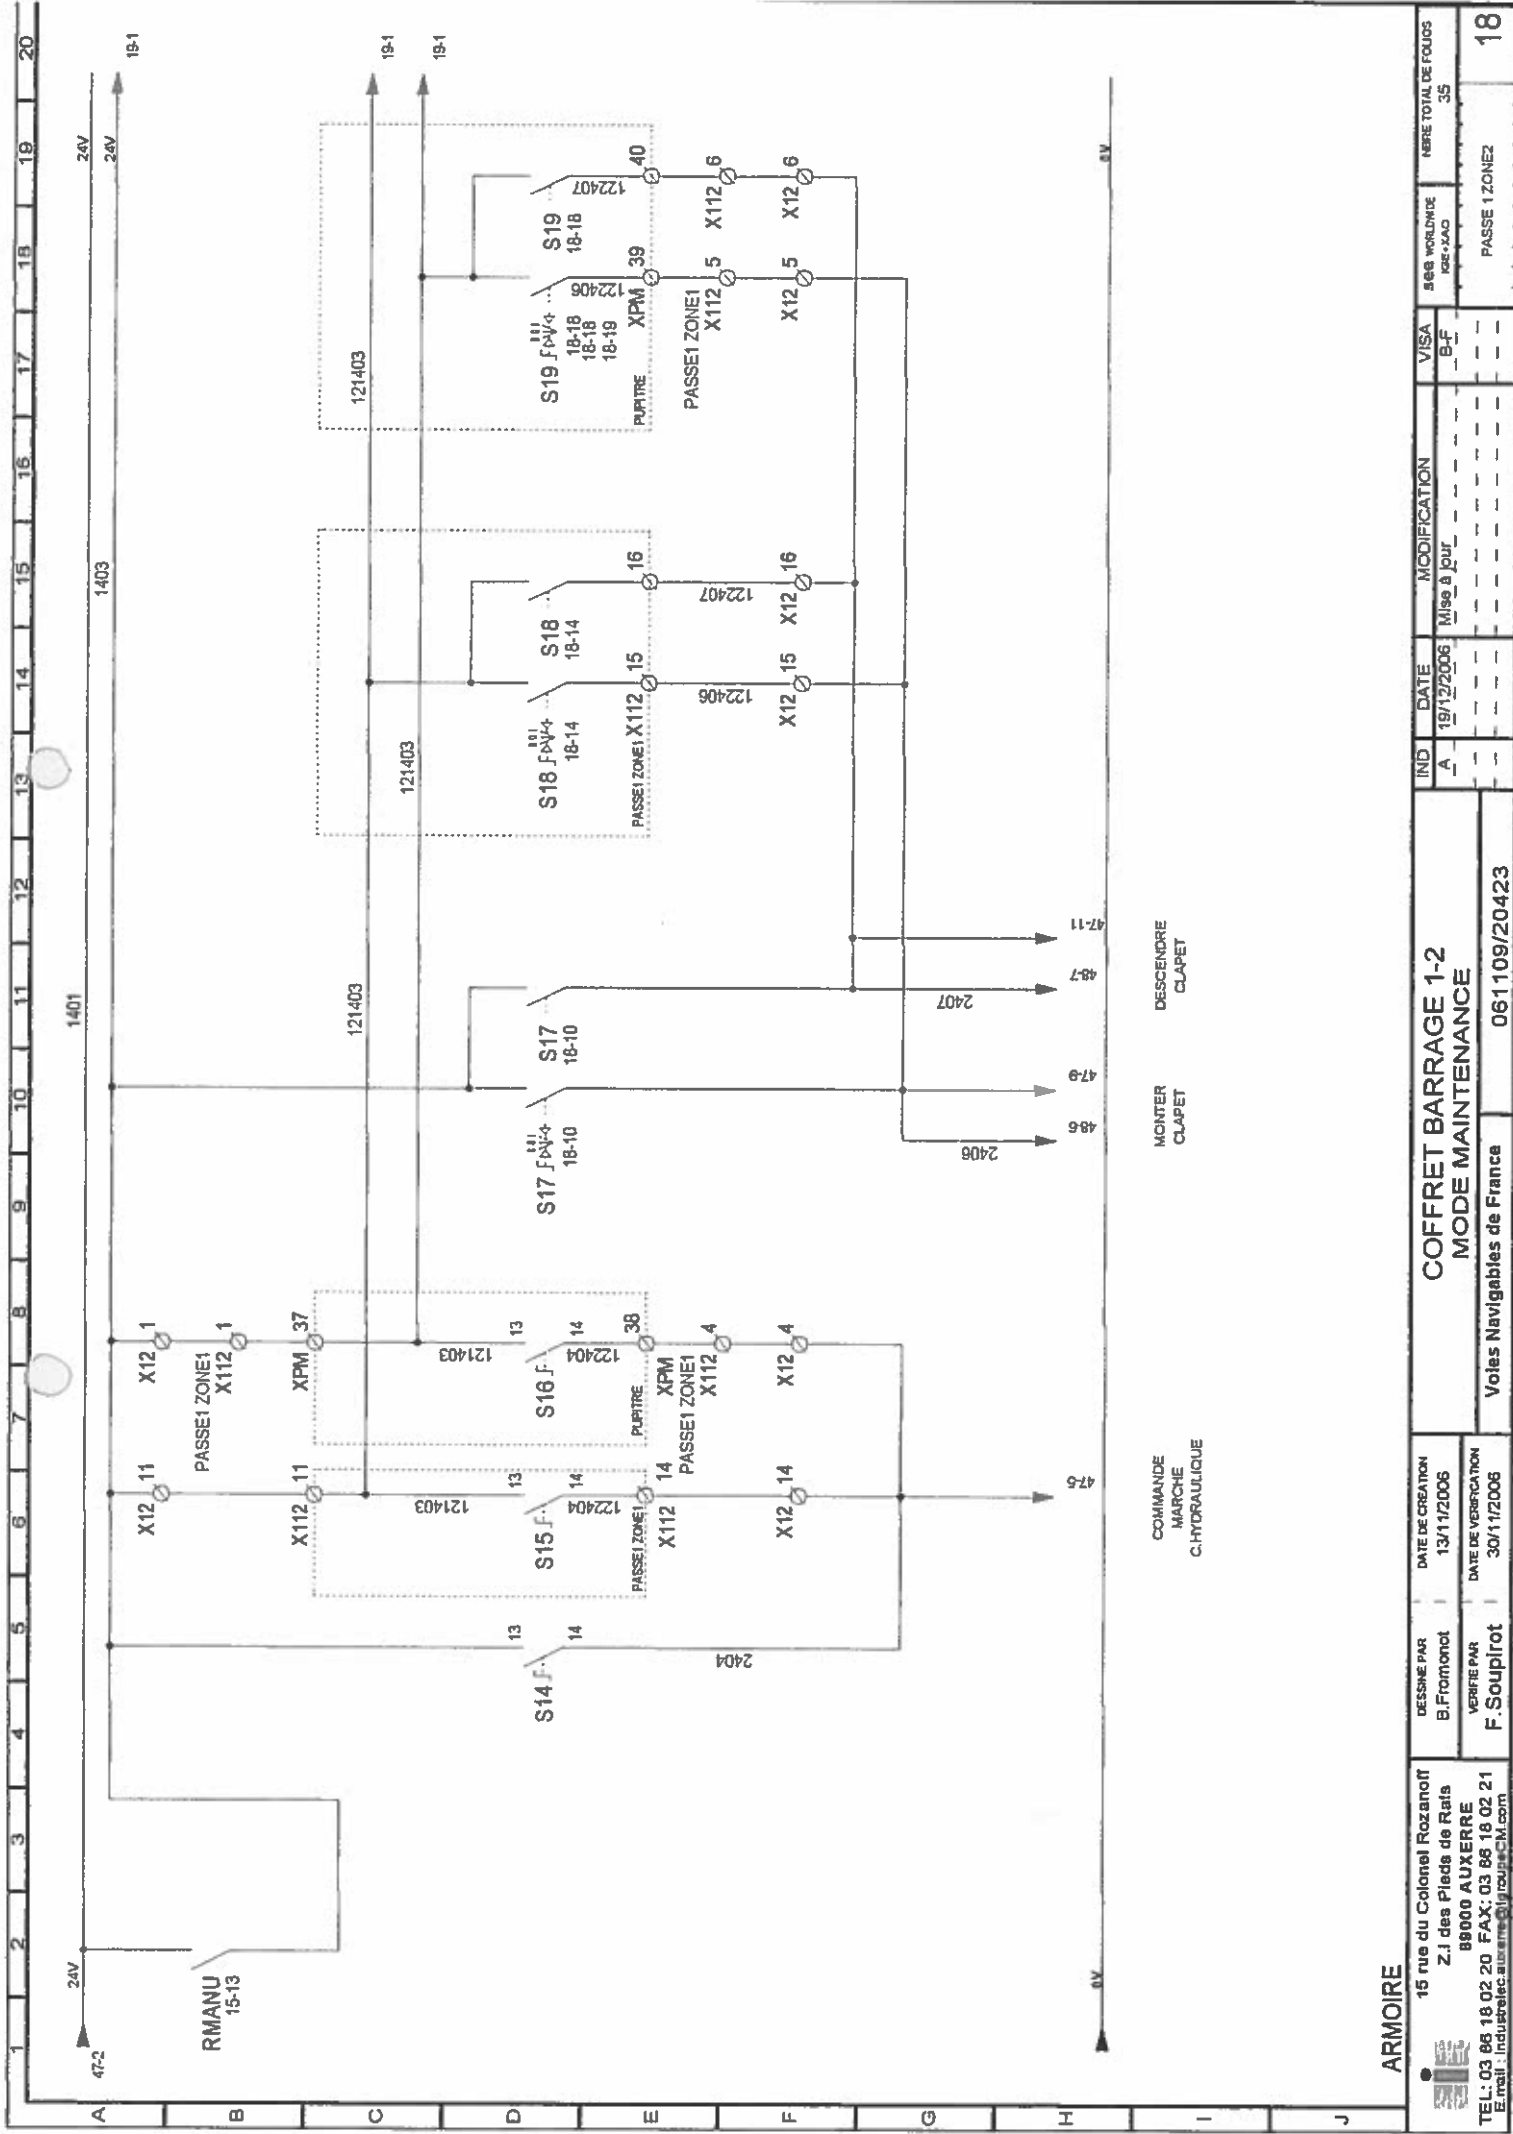 1 2 3 4 5 6 7 8 9 10 11 12 13 14 15 16 17 18 19 20
A
B
C
D
E
F
G
H
I
J
47-2
24V
1401
1403
24V
24V
19-1
RMANU
15-13
X12 11
X12 1
PASSE1 ZONE1
X112 1
X112 11
XPM 37
121403
121403
121403
121403
121403
19-1
19-1
121403
S14
13
14
2404
S15
13
14
122404
PASSE1 ZONE1
X112 14
X12 14
S16
13
14
122404
PUPITRE
XPM 38
PASSE1 ZONE1
X112 4
X12 4
S17
18-10
S17
18-10
S18
18-14
S18
18-14
PASSE1 ZONE1
X112 15
16
122406
122407
X12 15
X12 16
S19
18-18
18-18
18-19
S19
18-18
122406
122407
PUPITRE
XPM 39
40
PASSE1 ZONE1
X112 5
X112 6
X12 5
X12 6
2406
2407
47-5
48-6
47-9
48-7
47-11
0V
0V
COMMANDE
MARCHE
C.HYDRAULIQUE
MONTER
CLAPET
DESCENDRE
CLAPET
ARMOIRE
15 rue du Colonel Rozanoff
Z.I des Pieds de Rats
89000 AUXERRE
TEL: 03 86 18 02 20 FAX: 03 86 18 02 21
DESSINE PAR
B.Fromonot
DATE DE CREATION
13/11/2006
VERIFIE PAR
F.Soupirot
DATE DE VERIFICATION
30/11/2006
COFFRET BARRAGE 1-2
MODE MAINTENANCE
Voies Navigables de France
061109/20423
IND DATE MODIFICATION VISA
A 19/12/2006 Mise à jour B-F
see WORLDWIDE
IGE+XAO
NBRE TOTAL DE FOLIOS
35
PASSE 1 ZONE2
18